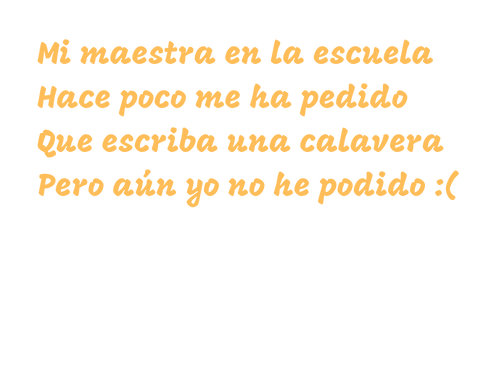 Mi maestra en la escuela
Hace poco me ha pedido
Que escriba una calavera
Pero aún yo no he podido :(